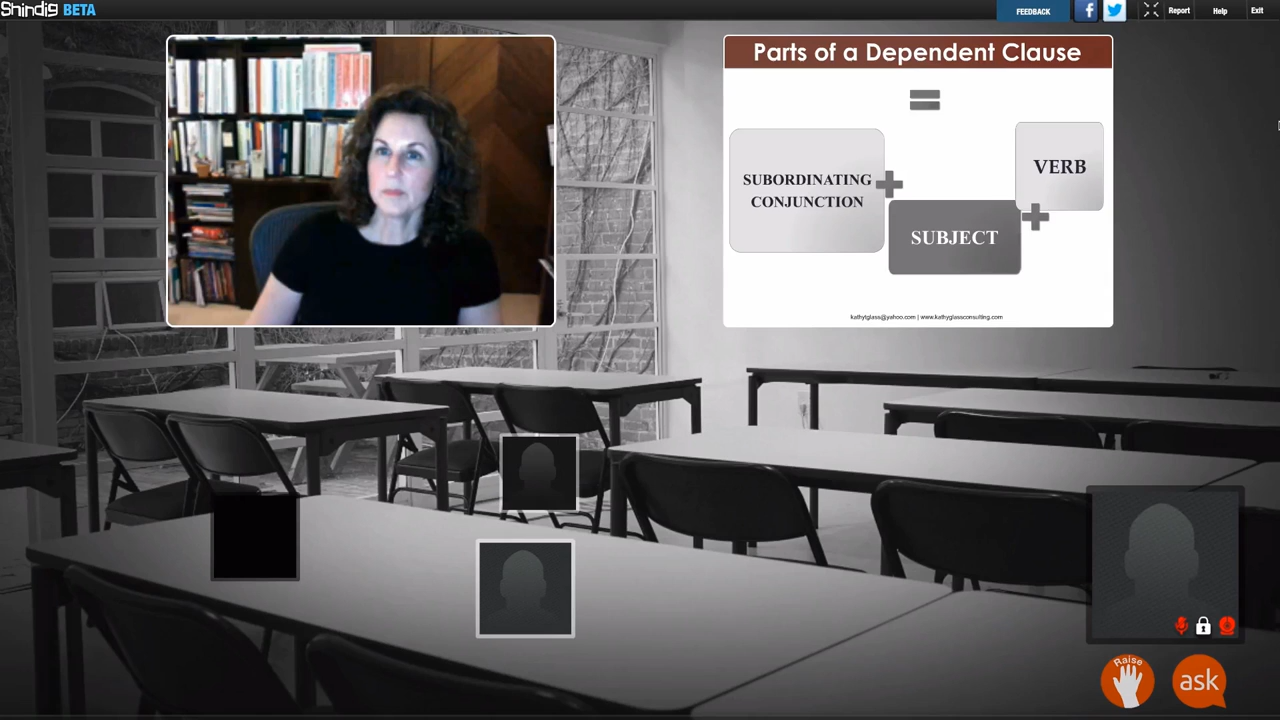 Shindig BETA
FEEDBACK
Report
Help
Exit
Parts of a Dependent Clause
SUBORDINATING
CONJUNCTION
SUBJECT
VERB
kathytglass@yahoo.com | www.kathyglassconsulting.com
Raise
ask